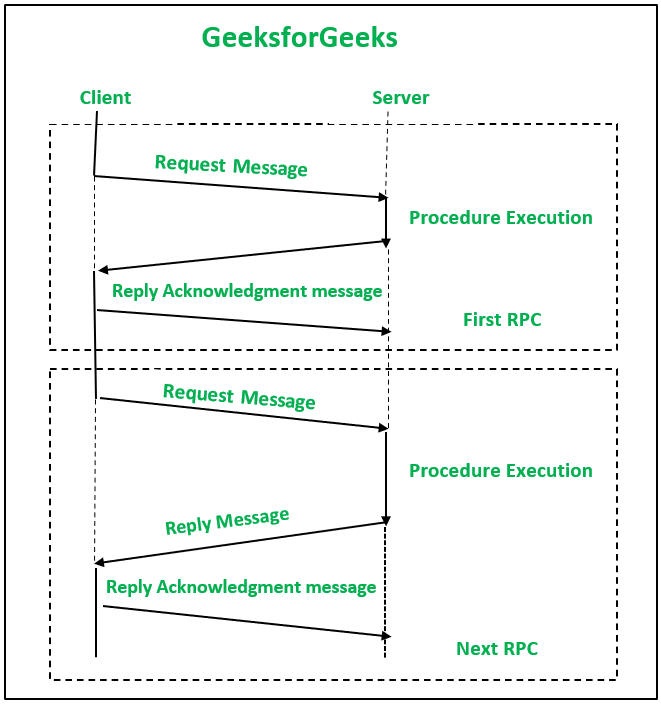 GeeksforGeeks
Client
Server
Request Message
Procedure Execution
Reply Acknowledgment message
First RPC
Request Message
Procedure Execution
Reply Message
Reply Acknowledgment message
Next RPC